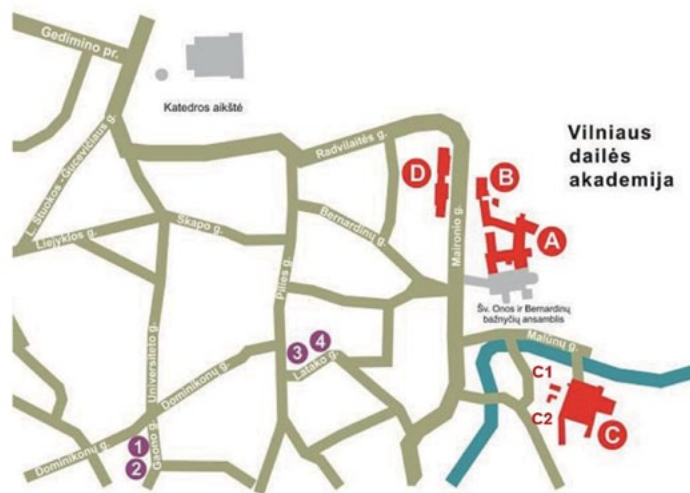 Gedimino pr.
Katedros aikštė
L. Stuokos - Gucevičiaus g.
Radvilaitės g.
Vilniaus
dailės
akademija
D
B
A
Liejyklos g.
Skapo g.
Bernardinų g.
Maironio g.
Pilies g.
Šv. Onos ir Bernardinų
bažnyčių ansamblis
Universiteto g.
Malūnų g.
3
4
Latako g.
Dominikonų g.
C1
C2
C
Dominikonų g.
Gaono g.
1
2